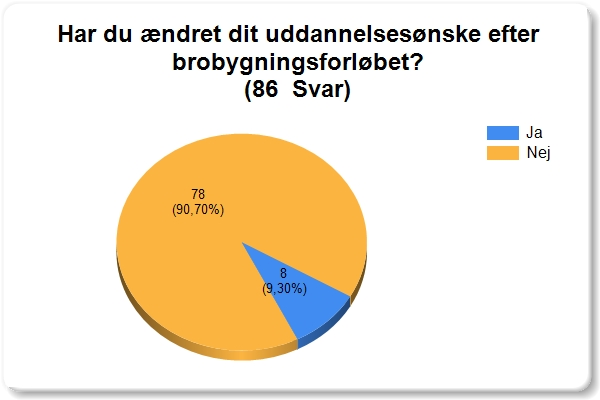 Har du ændret dit uddannelsesønske efter
brobygningsforløbet?
(86  Svar)
Ja
Nej
78
(90,70%)
8
(9,30%)